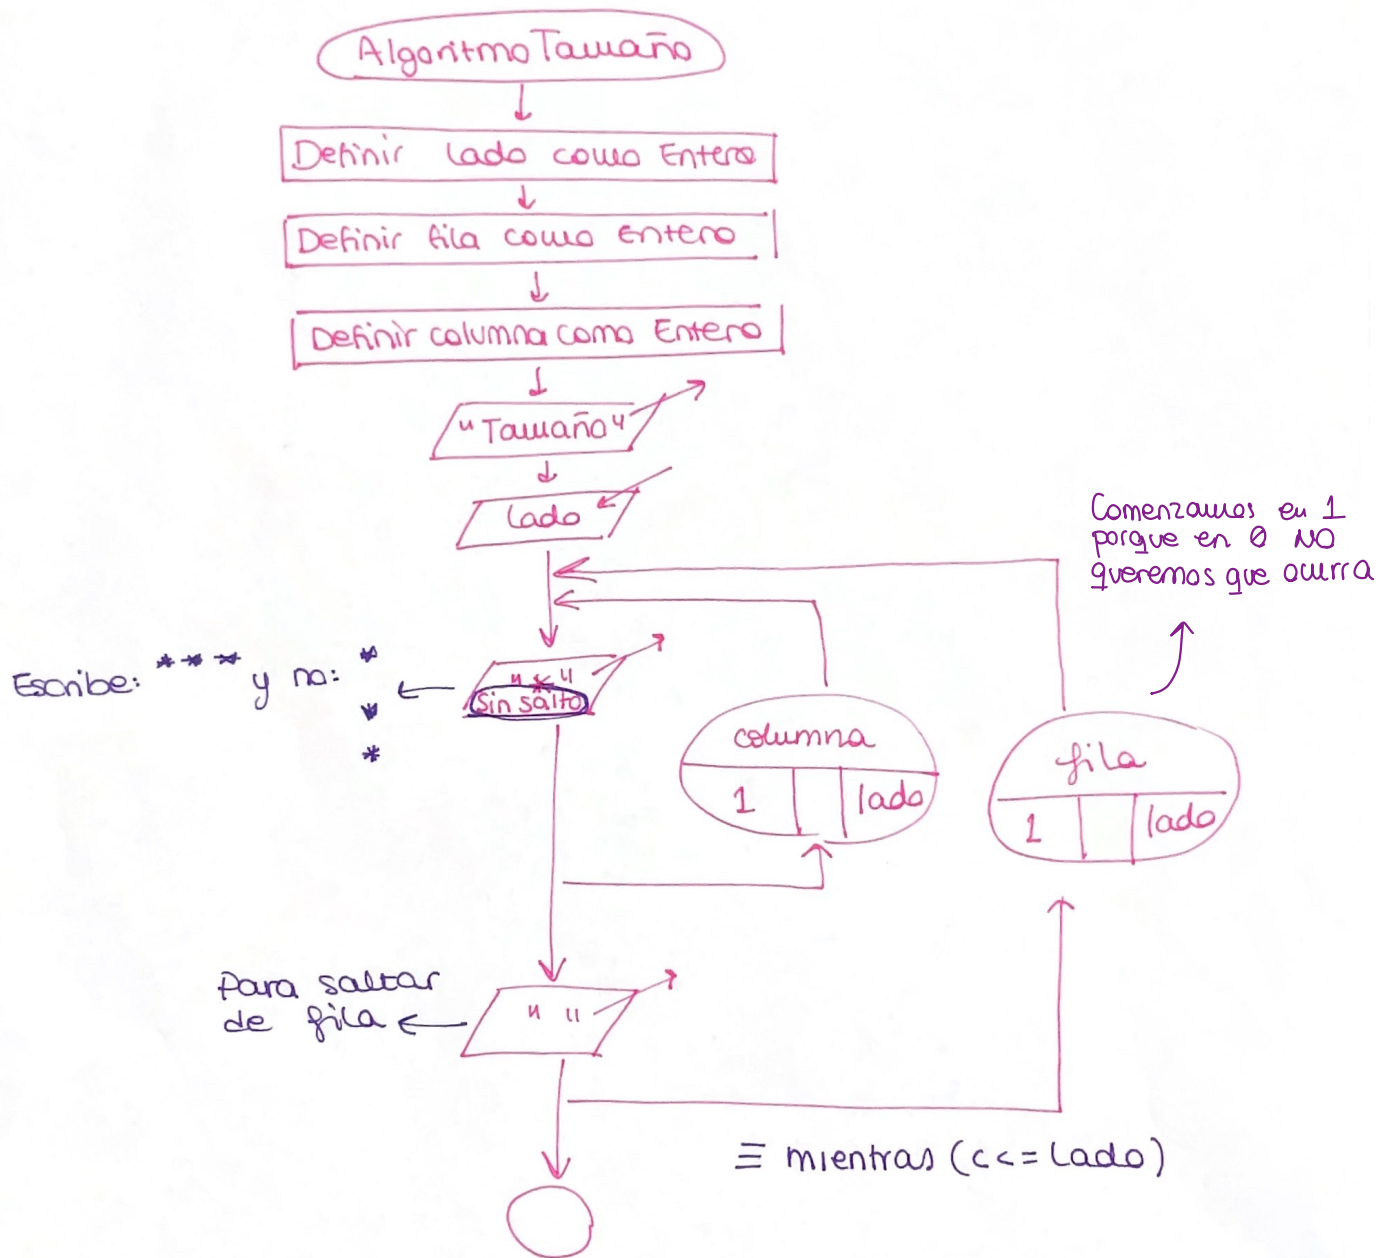 Algoritmo Tamaño
Definir lado como Entero
Definir fila como Entero
Definir columna como Entero
"Tamaño"
lado
Comenzamos en 1
porque en 0 NO
queremos que ocurra
Escribe: * * * y no: *
*
*
"*"
Sin salto
columna
1 lado
fila
1 lado
Para saltar
de fila
" "
≡ mientras (c<=lado)